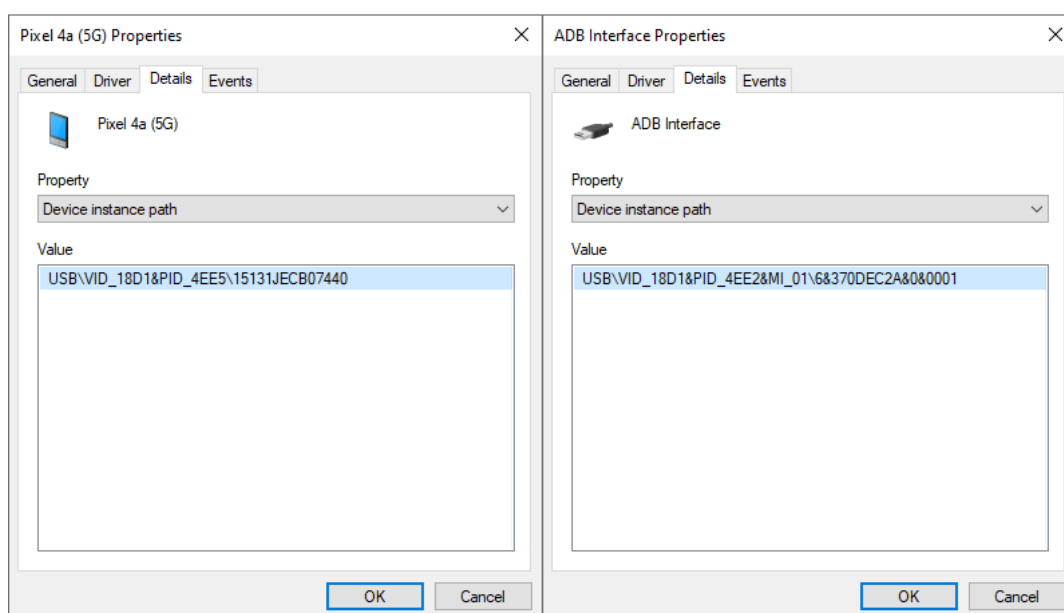 Pixel 4a (5G) Properties
General Driver Details Events
Pixel 4a (5G)
Property
Device instance path
Value
USB\VID_18D1&PID_4EE5\15131JECB07440
OK Cancel
ADB Interface Properties
General Driver Details Events
ADB Interface
Property
Device instance path
Value
USB\VID_18D1&PID_4EE2&MI_01\6&370DEC2A&0&0001
OK Cancel